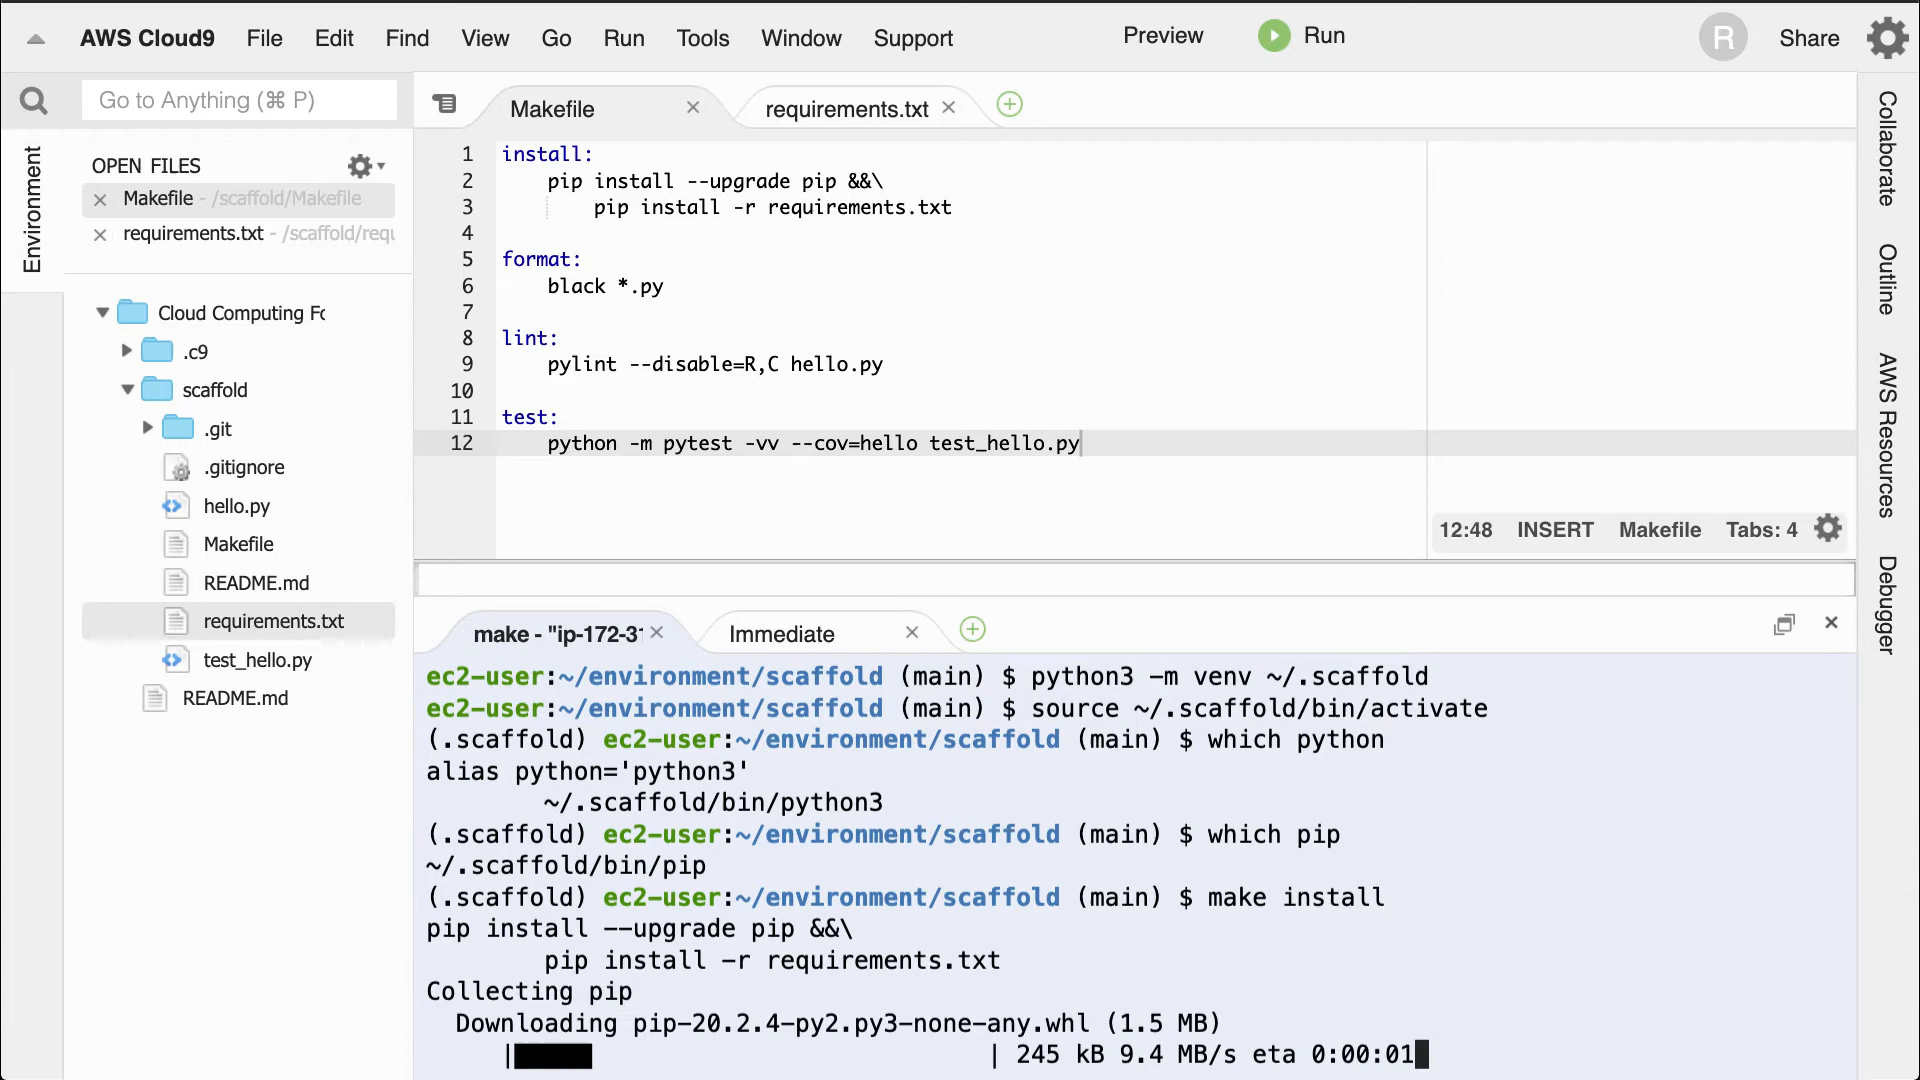 AWS Cloud9 File Edit Find View Go Run Tools Window Support Preview Run R Share
Go to Anything (⌘ P)
Makefile
requirements.txt
Environment
OPEN FILES
Makefile - /scaffold/Makefile
requirements.txt - /scaffold/requ
Cloud Computing Fo
.c9
scaffold
.git
.gitignore
hello.py
Makefile
README.md
requirements.txt
test_hello.py
README.md
1 install:
2 pip install --upgrade pip &&\
3 pip install -r requirements.txt
4
5 format:
6 black *.py
7
8 lint:
9 pylint --disable=R,C hello.py
10
11 test:
12 python -m pytest -vv --cov=hello test_hello.py
12:48 INSERT Makefile Tabs: 4
Collaborate
Outline
AWS Resources
Debugger
make - "ip-172-31
Immediate
ec2-user:~/environment/scaffold (main) $ python3 -m venv ~/.scaffold
ec2-user:~/environment/scaffold (main) $ source ~/.scaffold/bin/activate
(.scaffold) ec2-user:~/environment/scaffold (main) $ which python
alias python='python3'
~/.scaffold/bin/python3
(.scaffold) ec2-user:~/environment/scaffold (main) $ which pip
~/.scaffold/bin/pip
(.scaffold) ec2-user:~/environment/scaffold (main) $ make install
pip install --upgrade pip &&\
pip install -r requirements.txt
Collecting pip
Downloading pip-20.2.4-py2.py3-none-any.whl (1.5 MB)
| | 245 kB 9.4 MB/s eta 0:00:01